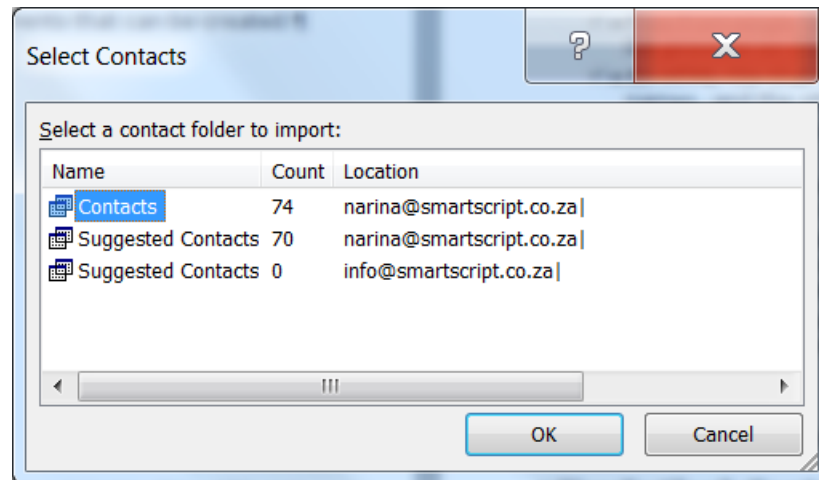 Select Contacts
Select a contact folder to import:
Name Count Location
Contacts 74 narina@smartscript.co.za|
Suggested Contacts 70 narina@smartscript.co.za|
Suggested Contacts 0 info@smartscript.co.za|
OK Cancel